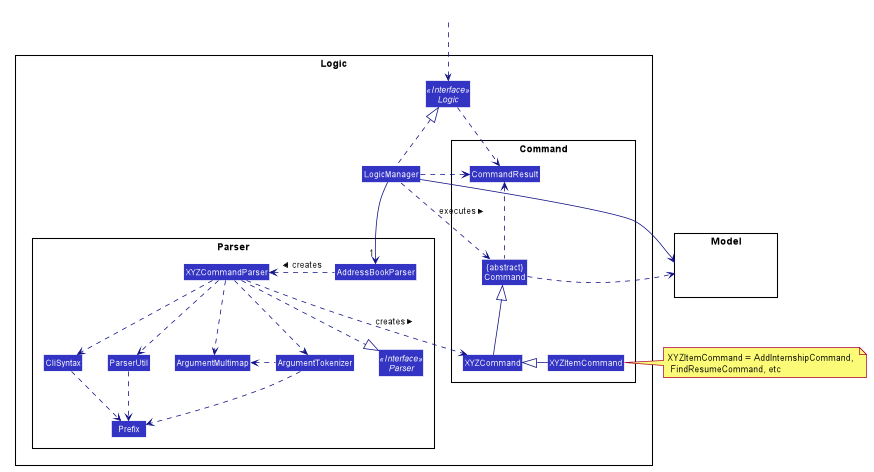 Logic
«Interface»
Logic
Command
LogicManager
CommandResult
executes ►
Parser
Model
1
XYZCommandParser
◄ creates
AddressBookParser
{abstract}
Command
creates ►
CliSyntax
ParserUtil
ArgumentMultimap
ArgumentTokenizer
«Interface»
Parser
XYZCommand
XYZItemCommand
XYZItemCommand = AddInternshipCommand,
FindResumeCommand, etc
Prefix